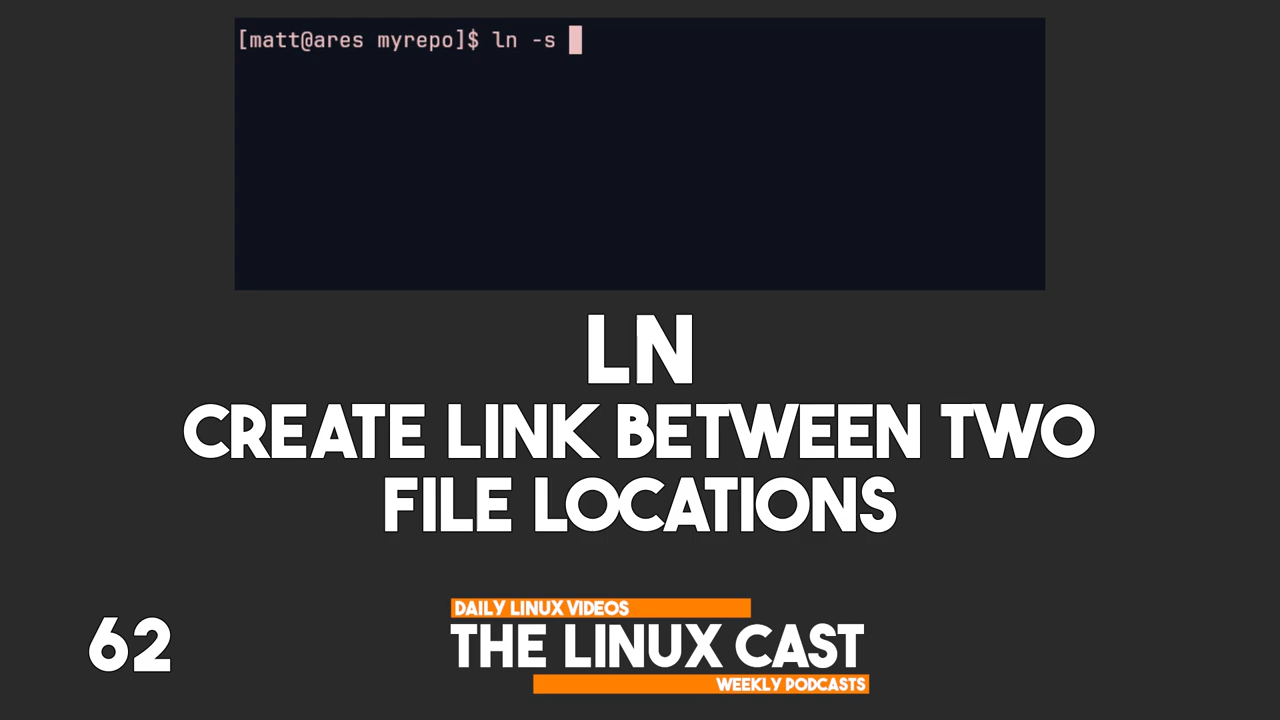 [matt@ares myrepo]$ ln -s
LN
CREATE LINK BETWEEN TWO
FILE LOCATIONS
62
DAILY LINUX VIDEOS
THE LINUX CAST
WEEKLY PODCASTS